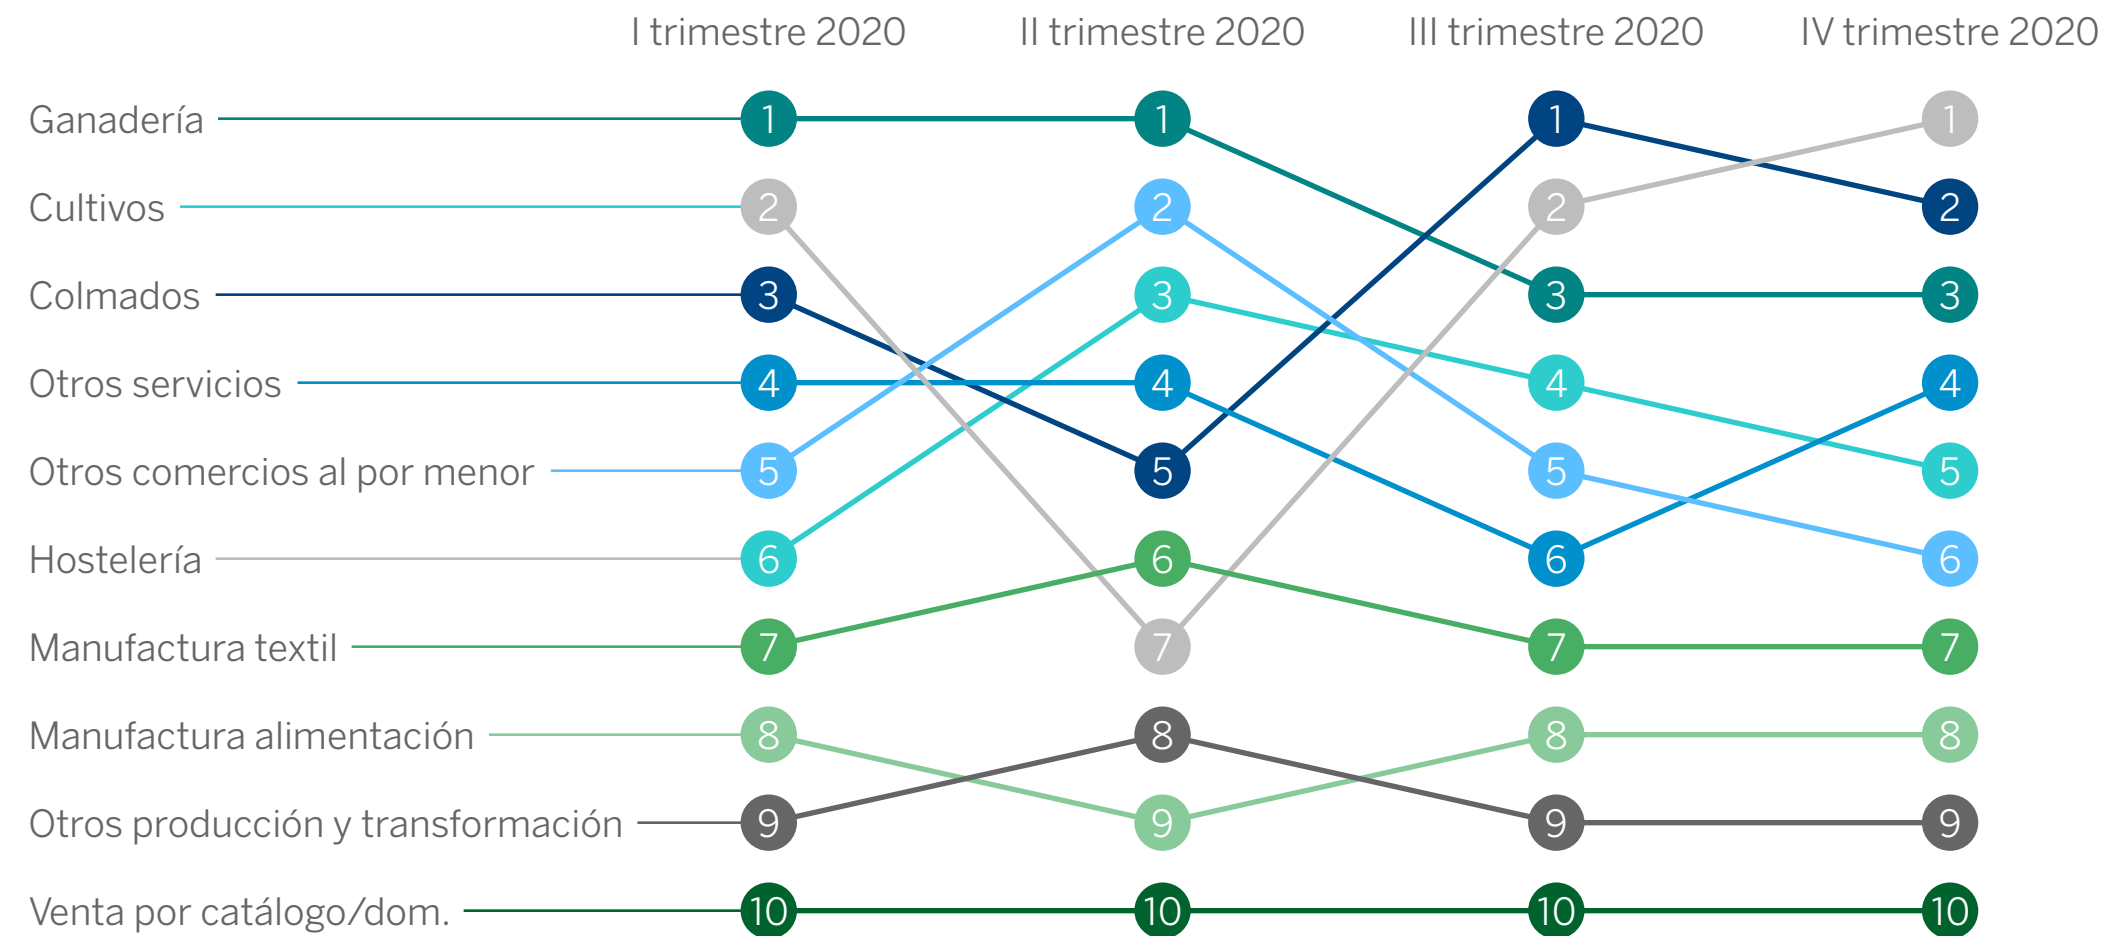 I trimestre 2020 II trimestre 2020 III trimestre 2020 IV trimestre 2020
Ganadería 1 1 1 1
Cultivos 2 2 2 2
Colmados 3 3 3 3
Otros servicios 4 4 4 4
Otros comercios al por menor 5 5 5 5
Hostelería 6 6 6 6
Manufactura textil 7 7 7 7
Manufactura alimentación 8 8 8 8
Otros producción y transformación 9 9 9 9
Venta por catálogo/dom. 10 10 10 10